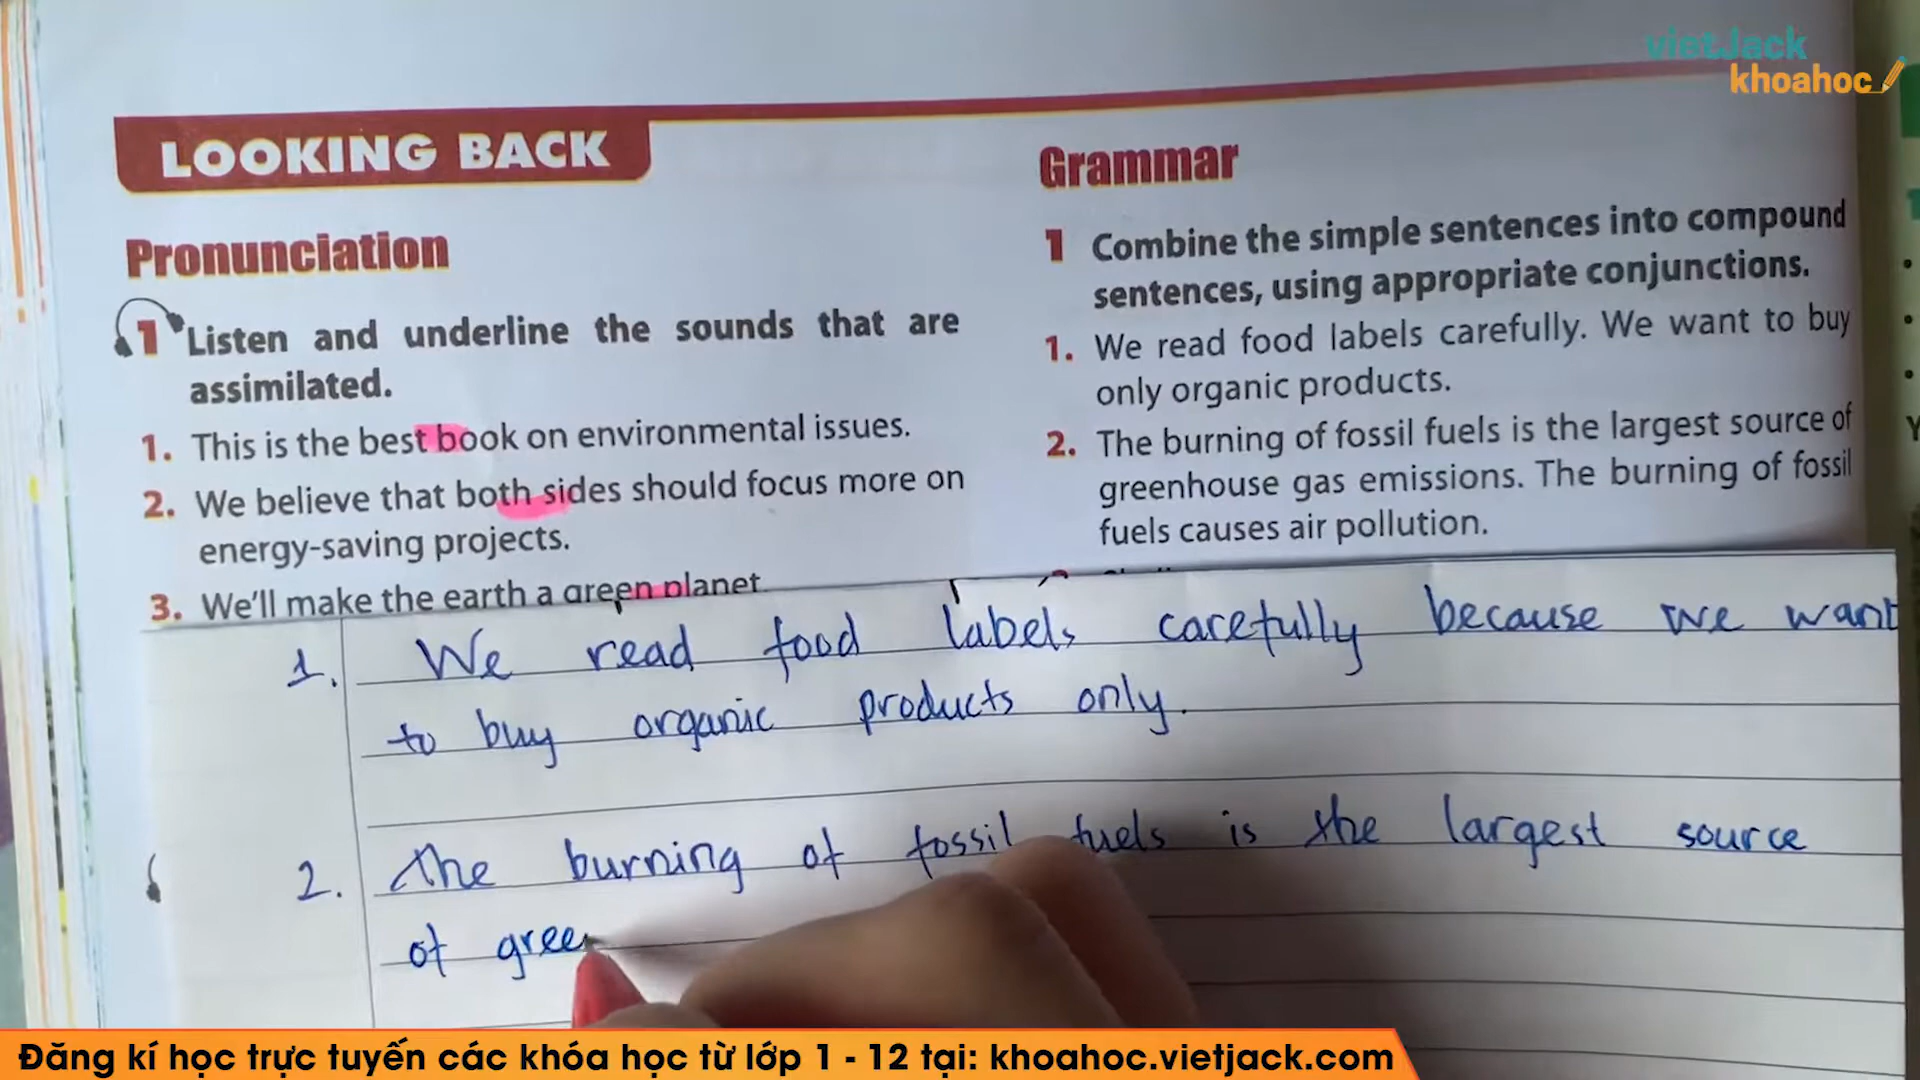 vietJack
khoahoc
LOOKING BACK
Pronunciation
1 Listen and underline the sounds that are
assimilated.
1. This is the best book on environmental issues.
2. We believe that both sides should focus more on
energy-saving projects.
3. We'll make the earth a green planet.
Grammar
1 Combine the simple sentences into compound
sentences, using appropriate conjunctions.
1. We read food labels carefully. We want to buy
only organic products.
2. The burning of fossil fuels is the largest source of
greenhouse gas emissions. The burning of fossil
fuels causes air pollution.
1. We read food labels carefully because we want
to buy organic products only.
2. The burning of fossil fuels is the largest source
of gree
Đăng kí học trực tuyến các khóa học từ lớp 1 - 12 tại: khoahoc.vietjack.com